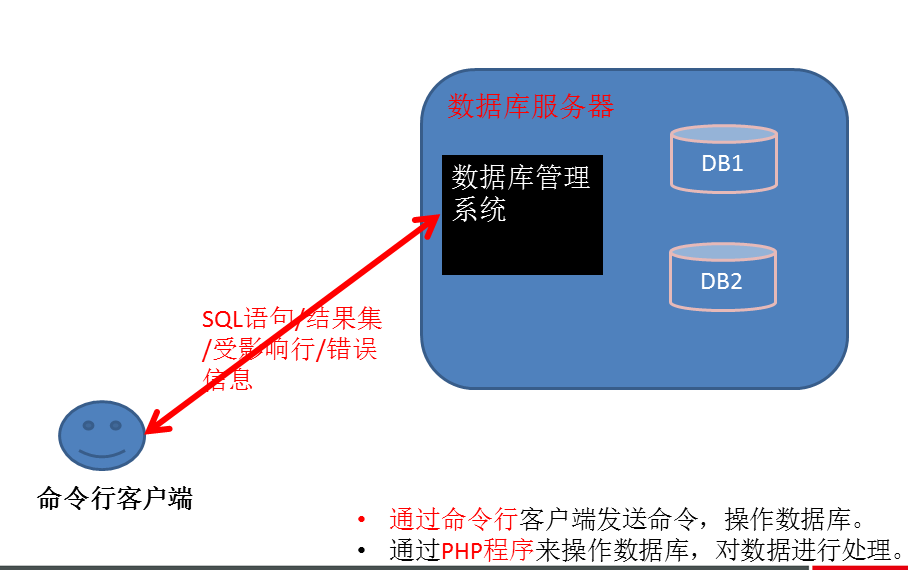 数据库服务器
数据库管理
系统
DB1
DB2
SQL语句/结果集
/受影响行/错误
信息
命令行客户端
• 通过命令行客户端发送命令，操作数据库。
• 通过PHP程序来操作数据库，对数据进行处理。